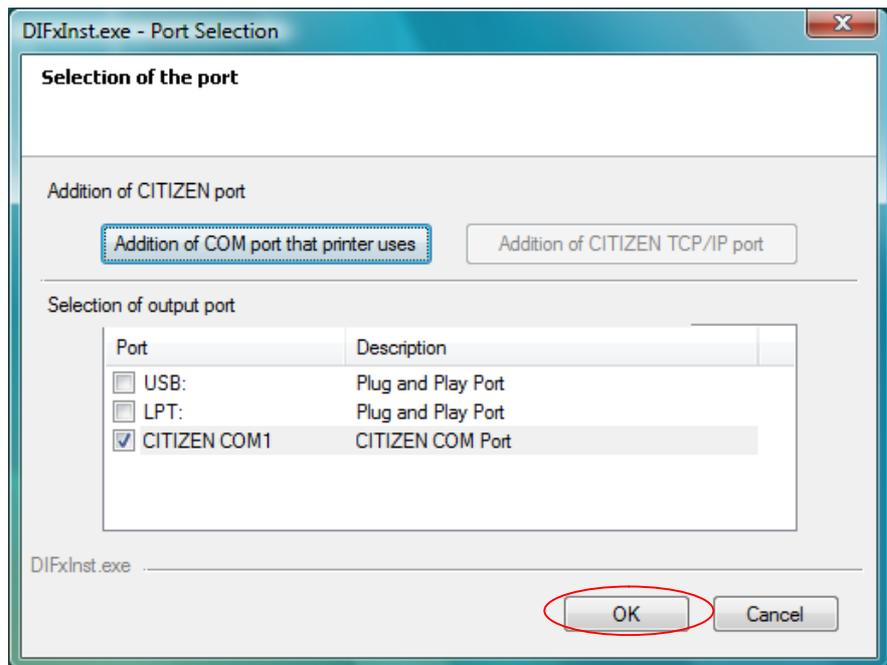 DIFxInst.exe - Port Selection
Selection of the port
Addition of CITIZEN port
Addition of COM port that printer uses
Addition of CITIZEN TCP/IP port
Selection of output port
Port Description
USB: Plug and Play Port
LPT: Plug and Play Port
CITIZEN COM1 CITIZEN COM Port
DIFxInst.exe
OK Cancel